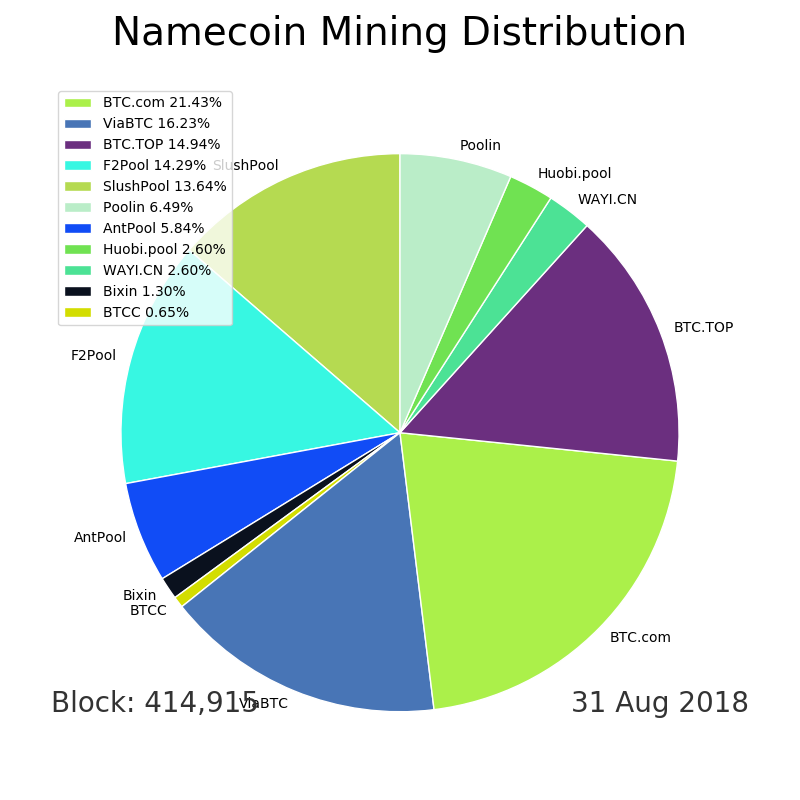 Namecoin Mining Distribution
BTC.com 21.43%
ViaBTC 16.23%
BTC.TOP 14.94%
F2Pool 14.29%
SlushPool 13.64%
Poolin 6.49%
AntPool 5.84%
Huobi.pool 2.60%
WAYI.CN 2.60%
Bixin 1.30%
BTCC 0.65%
Poolin
SlushPool
Huobi.pool
WAYI.CN
BTC.TOP
F2Pool
AntPool
Bixin
BTCC
BTC.com
ViaBTC
Block: 414,915
31 Aug 2018